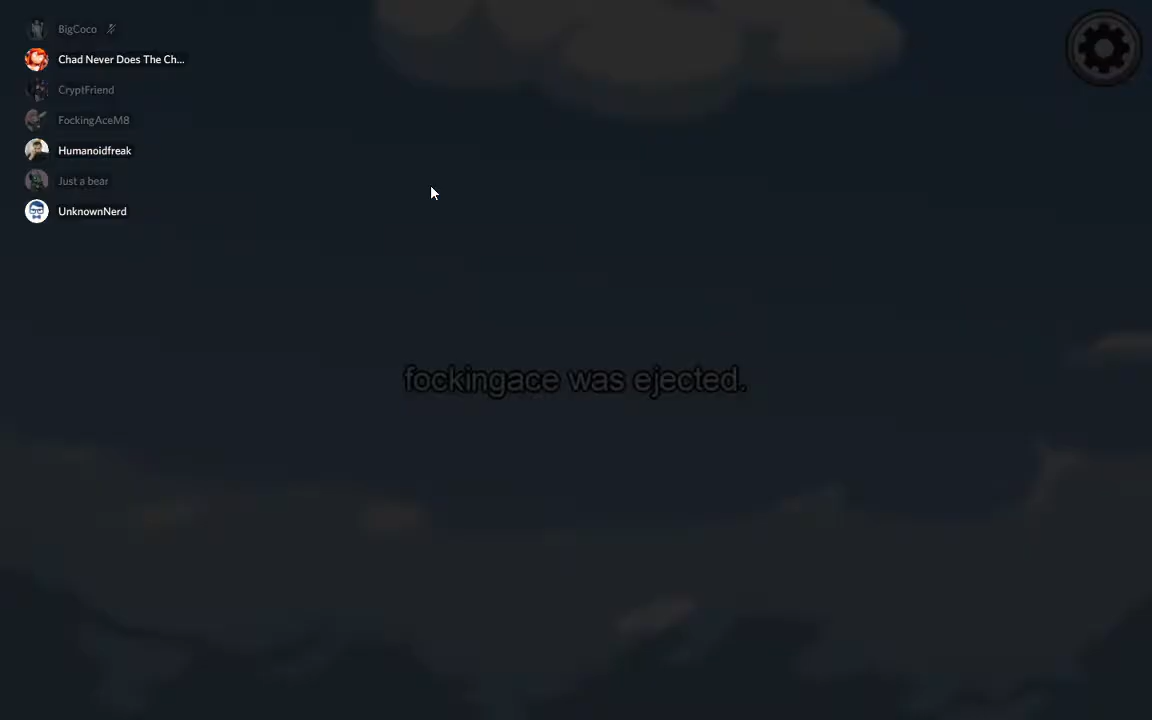 BigCoco
Chad Never Does The Ch...
CryptFriend
FockingAceM8
Humanoidfreak
Just a bear
UnknownNerd
fockingace was ejected.